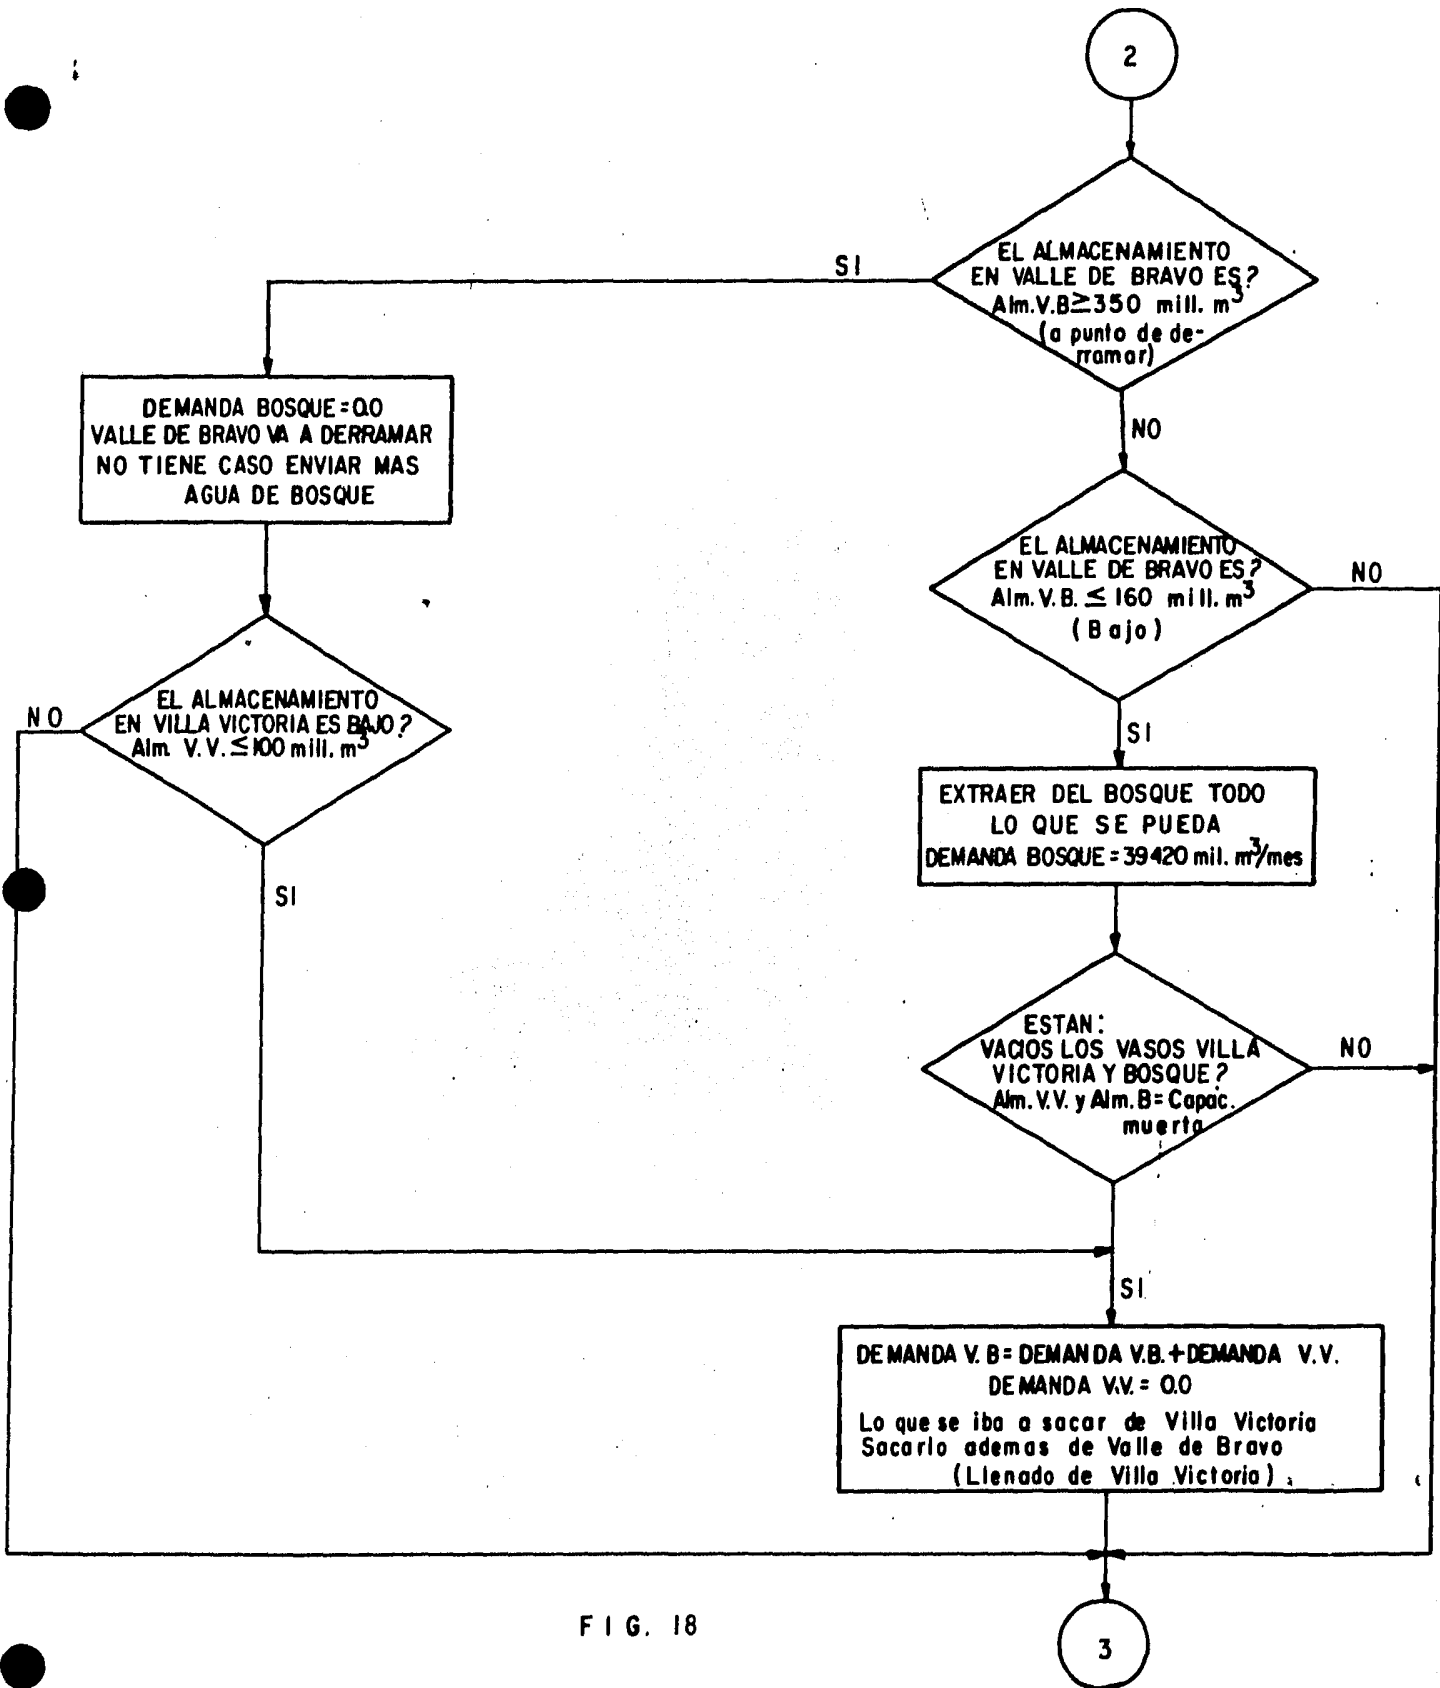 2
EL ALMACENAMIENTO
EN VALLE DE BRAVO ES?
Alm.V.B≥350 mill. m³
(a punto de de-
rramar)
SI
NO
DEMANDA BOSQUE=0.0
VALLE DE BRAVO VA A DERRAMAR
NO TIENE CASO ENVIAR MAS
AGUA DE BOSQUE
EL ALMACENAMIENTO
EN VALLE DE BRAVO ES?
Alm. V. B. ≤ 160 mill. m³
(Bajo)
NO
SI
EL ALMACENAMIENTO
EN VILLA VICTORIA ES BAJO?
Alm. V. V. ≤100 mill. m³
NO
SI
EXTRAER DEL BOSQUE TODO
LO QUE SE PUEDA
DEMANDA BOSQUE=39420 mil. m³/mes
ESTAN:
VACIOS LOS VASOS VILLA
VICTORIA Y BOSQUE?
Alm. V.V. y Alm. B= Capac.
muerta
NO
SI
DEMANDA V. B= DEMANDA V.B.+DEMANDA V.V.
DEMANDA V.V. = 0.0
Lo que se iba a sacar de Villa Victoria
Sacarlo ademas de Valle de Bravo
(Llenado de Villa Victoria)
3
FIG. 18